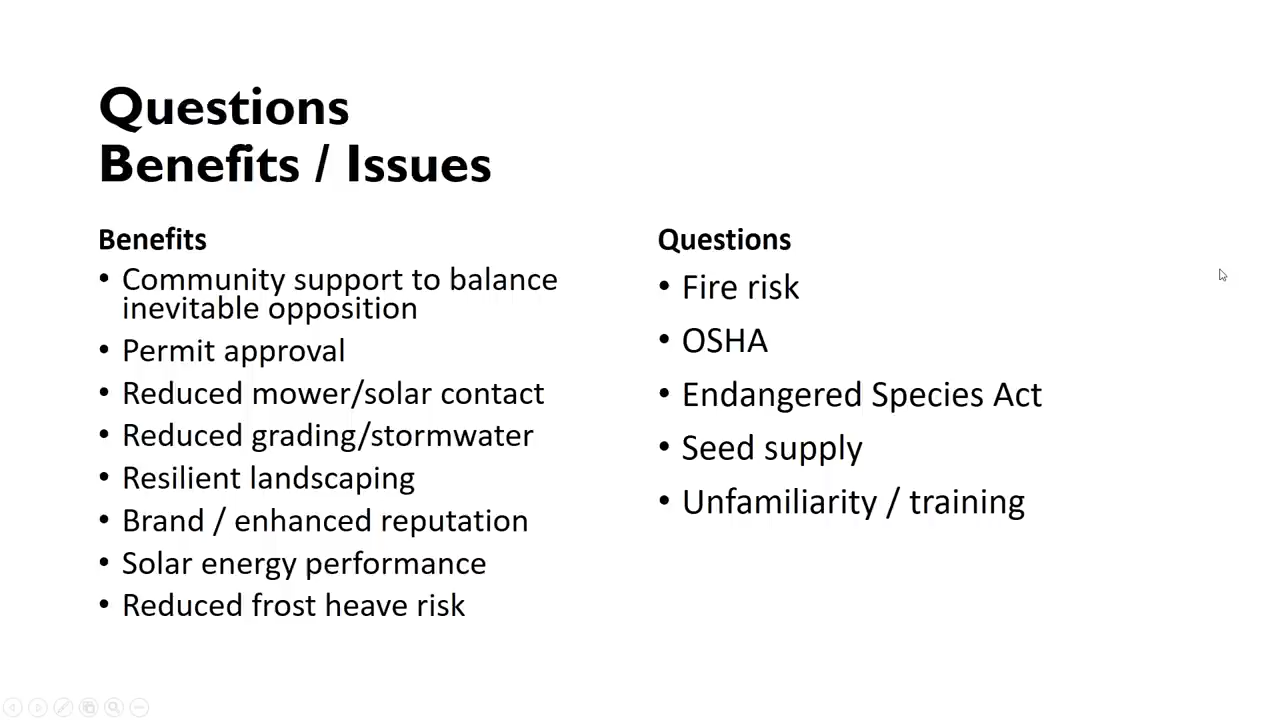 Questions
Benefits / Issues
Benefits
• Community support to balance
inevitable opposition
• Permit approval
• Reduced mower/solar contact
• Reduced grading/stormwater
• Resilient landscaping
• Brand / enhanced reputation
• Solar energy performance
• Reduced frost heave risk
Questions
• Fire risk
• OSHA
• Endangered Species Act
• Seed supply
• Unfamiliarity / training